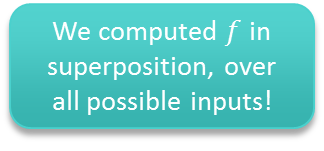 We computed 𝑓 in
superposition, over
all possible inputs!